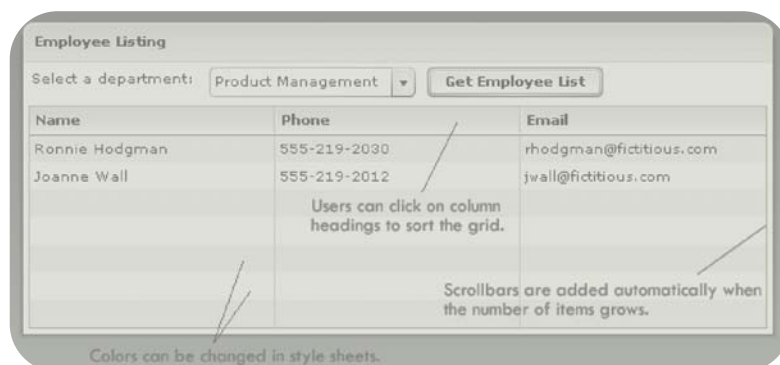 Employee Listing
Select a department: Product Management Get Employee List
Name Phone Email
Ronnie Hodgman 555-219-2030 rhodgman@fictitious.com
Joanne Wall 555-219-2012 jwall@fictitious.com
Users can click on column
headings to sort the grid.
Scrollbars are added automatically when
the number of items grows.
Colors can be changed in style sheets.